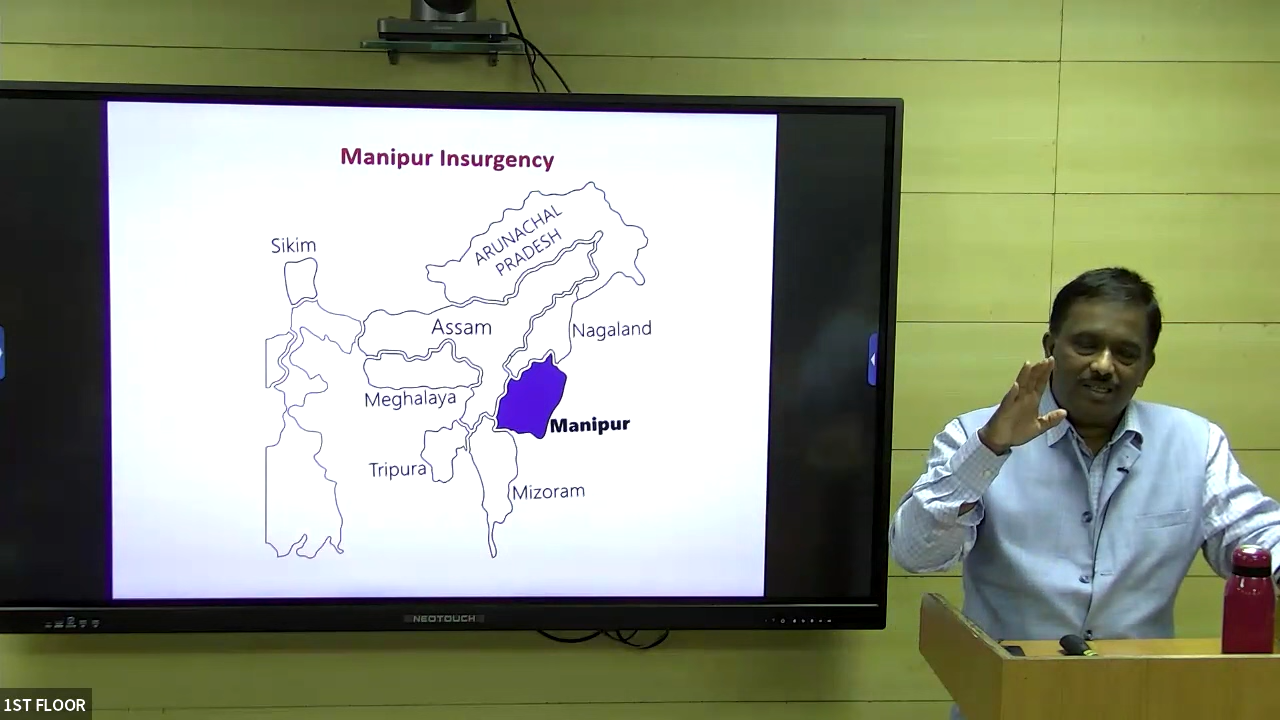 Manipur Insurgency
Sikim
ARUNACHAL
PRADESH
Assam
Nagaland
Meghalaya
Manipur
Tripura
Mizoram
NEOTOUCH
1ST FLOOR